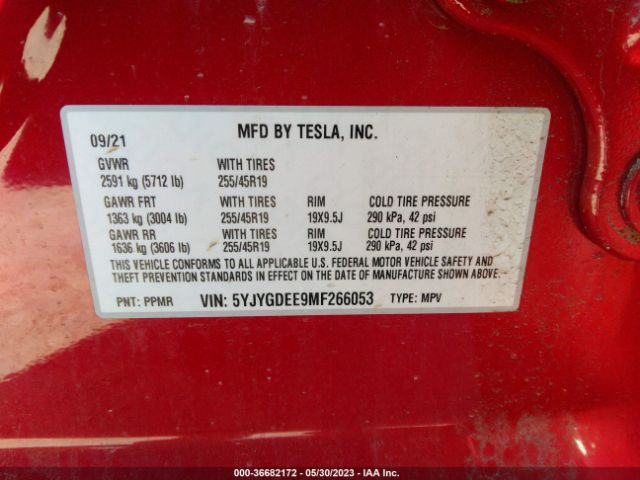 09/21 MFD BY TESLA, INC.
GVWR WITH TIRES
2591 kg (5712 lb) 255/45R19
GAWR FRT WITH TIRES RIM COLD TIRE PRESSURE
1363 kg (3004 lb) 255/45R19 19X9.5J 290 kPa, 42 psi
GAWR RR WITH TIRES RIM COLD TIRE PRESSURE
1636 kg (3606 lb) 255/45R19 19X9.5J 290 kPa, 42 psi
THIS VEHICLE CONFORMS TO ALL APPLICABLE U.S. FEDERAL MOTOR VEHICLE SAFETY AND
THEFT PREVENTION STANDARDS IN EFFECT ON THE DATE OF MANUFACTURE SHOWN ABOVE.
PNT: PPMR VIN: 5YJYGDEE9MF266053 TYPE: MPV
000-36682172 - 05/30/2023 - IAA Inc.